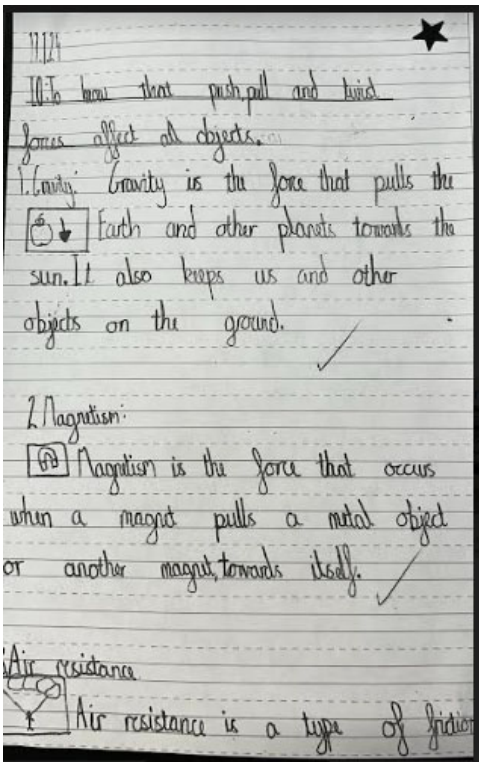 17.1.24
LO:To know that push, pull and twist
forces affect all objects.
1.Gravity: Gravity is the force that pulls the
Earth and other planets towards the
sun. It also keeps us and other
objects on the ground.
2.Magnetism:
Magnetism is the force that occurs
when a magnet pulls a metal object
or another magnet, towards itself.
Air resistance
Air resistance is a type of friction